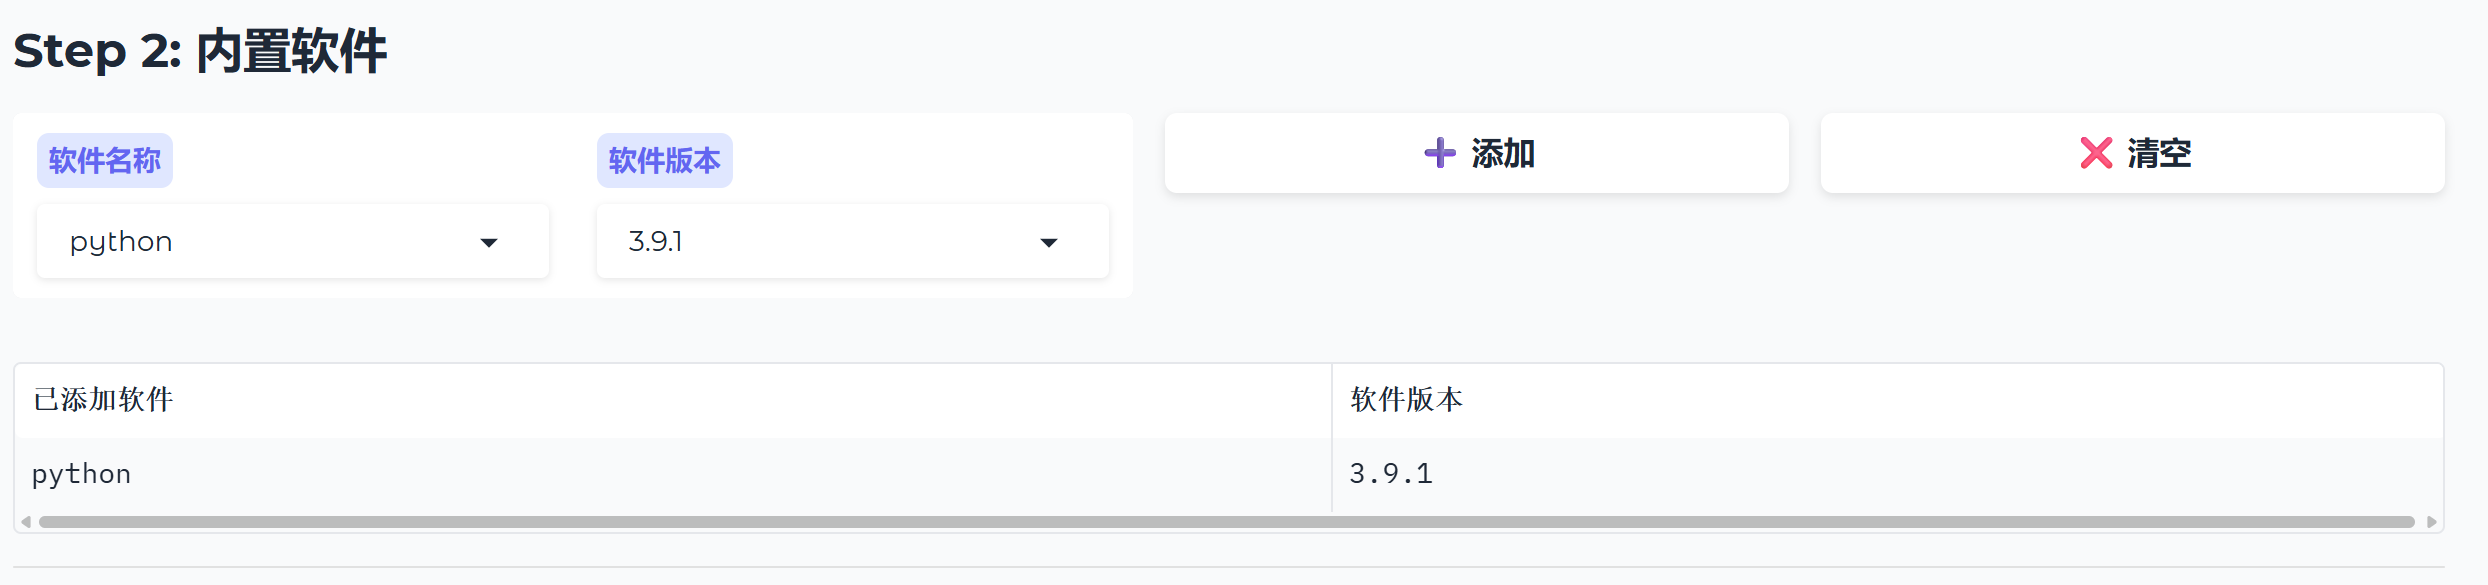 Step 2: 内置软件
软件名称 软件版本 添加 清空
python 3.9.1
已添加软件 软件版本
python 3.9.1